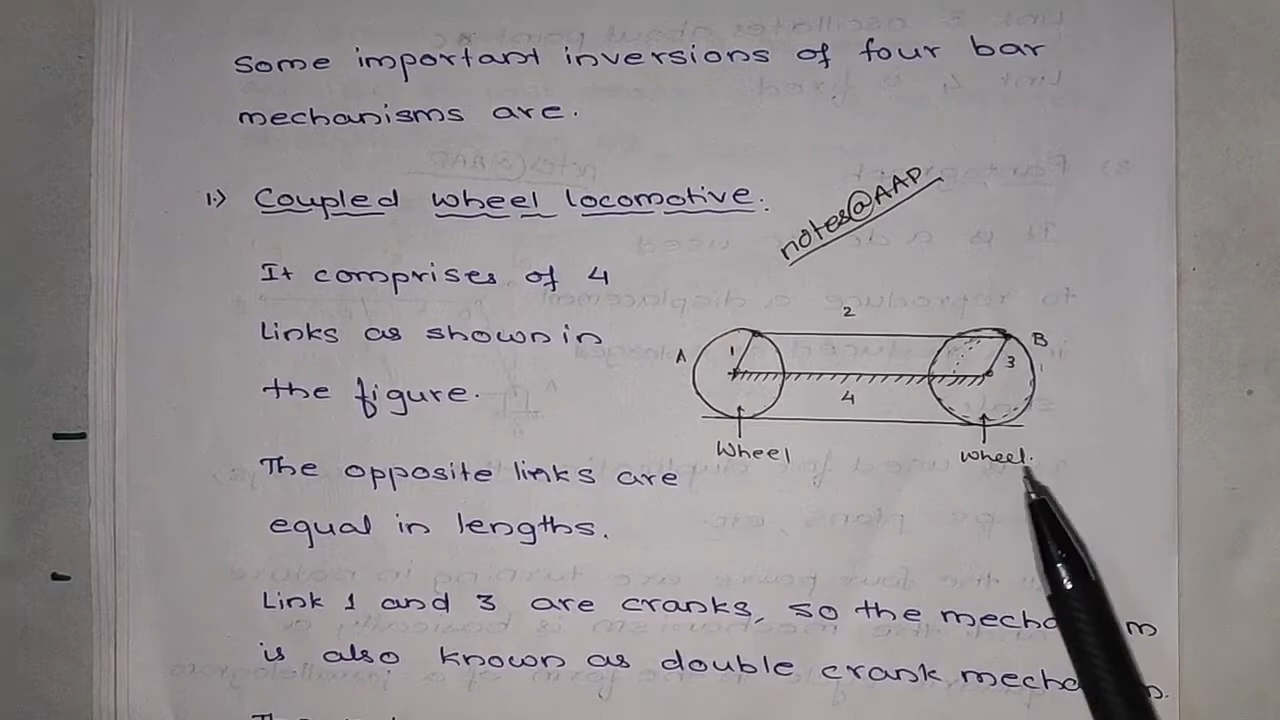 some important inversions of four bar
mechanisms are.
1.) Coupled wheel locomotive.
notes@AAP
It comprises of 4
links as shown in
the figure.
2
A
1
B
3
4
Wheel
wheel.
The opposite links are
equal in lengths.
Link 1 and 3 are cranks, so the
is also known as double crank